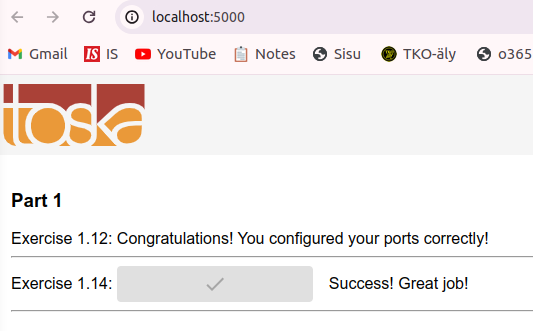 localhost:5000
Gmail IS YouTube Notes Sisu TKO-äly o365
toska
Part 1
Exercise 1.12: Congratulations! You configured your ports correctly!
Exercise 1.14: Success! Great job!